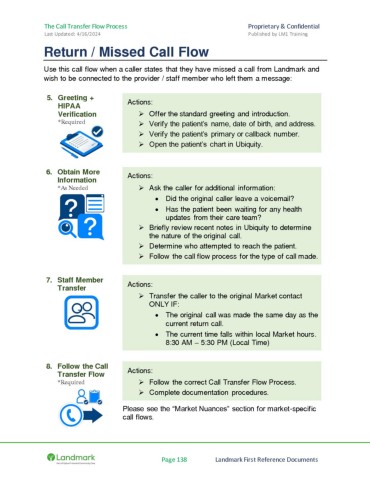 The Call Transfer Flow Process
Proprietary & Confidential
Last Updated: 4/16/2024
Published by LM1 Training
Return / Missed Call Flow
Use this call flow when a caller states that they have missed a call from Landmark and
wish to be connected to the provider / staff member who left them a message:
5. Greeting +
HIPAA
Verification
*Required
Actions:
➢ Offer the standard greeting and introduction.
➢ Verify the patient's name, date of birth, and address.
➢ Verify the patient's primary or callback number.
➢ Open the patient's chart in Ubiquity.
6. Obtain More
Information
*As Needed
Actions:
➢ Ask the caller for additional information:
• Did the original caller leave a voicemail?
• Has the patient been waiting for any health
updates from their care team?
➢ Briefly review recent notes in Ubiquity to determine
the nature of the original call.
➢ Determine who attempted to reach the patient.
➢ Follow the call flow process for the type of call made.
7. Staff Member
Transfer
Actions:
➢ Transfer the caller to the original Market contact
ONLY IF:
• The original call was made the same day as the
current return call.
• The current time falls within local Market hours.
8:30 AM – 5:30 PM (Local Time)
8. Follow the Call
Transfer Flow
*Required
Actions:
➢ Follow the correct Call Transfer Flow Process.
➢ Complete documentation procedures.
Please see the "Market Nuances" section for market-specific
call flows.
Landmark
Page 138
Landmark First Reference Documents